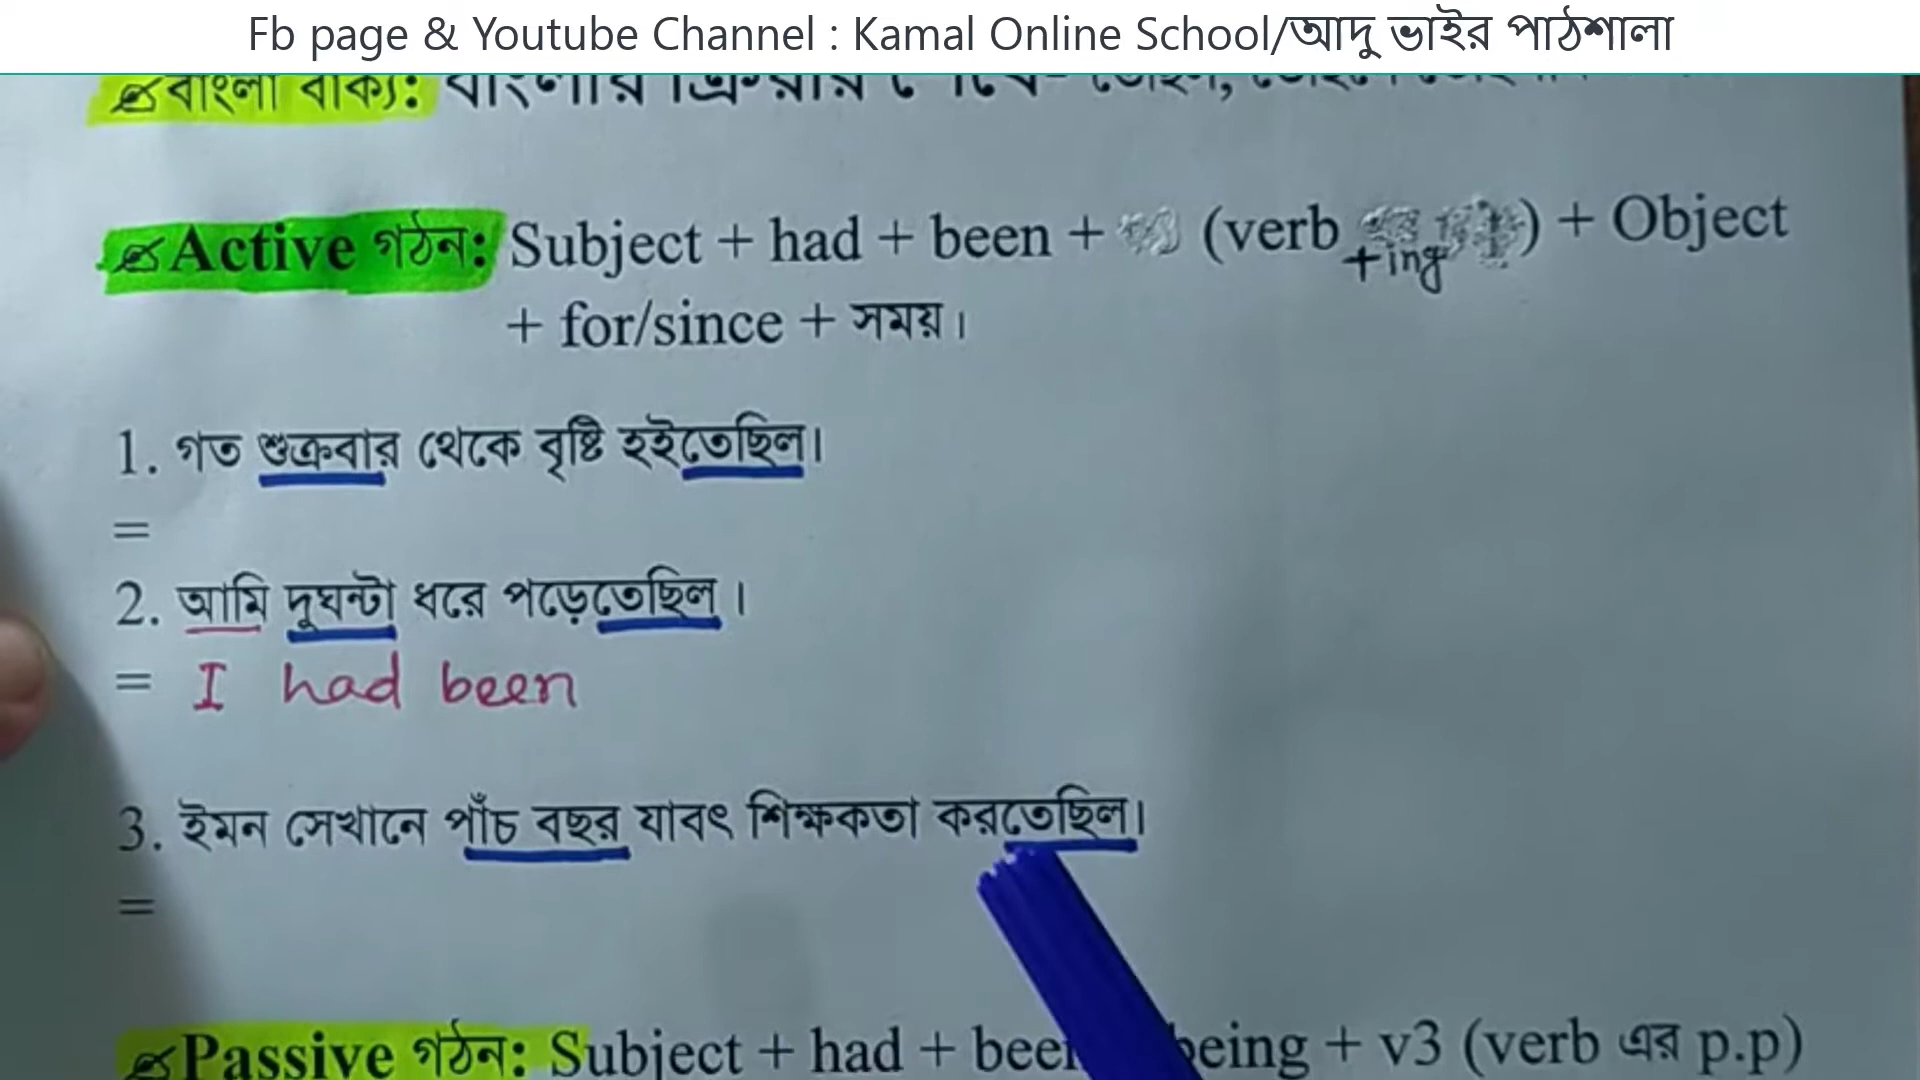 Fb page & Youtube Channel : Kamal Online School/আদু ভাইর পাঠশালা
বাংলা বাক্য: বাংলায় ক্রিয়ার
Active গঠন: Subject + had + been + (verb +ing) + Object
+ for/since + সময়।
1. গত শুক্রবার থেকে বৃষ্টি হইতেছিল।
=
2. আমি দুঘন্টা ধরে পড়েতেছিল।
= I had been
3. ইমন সেখানে পাঁচ বছর যাবৎ শিক্ষকতা করতেছিল।
=
Passive গঠন: Subject + had + been being + v3 (verb এর p.p)